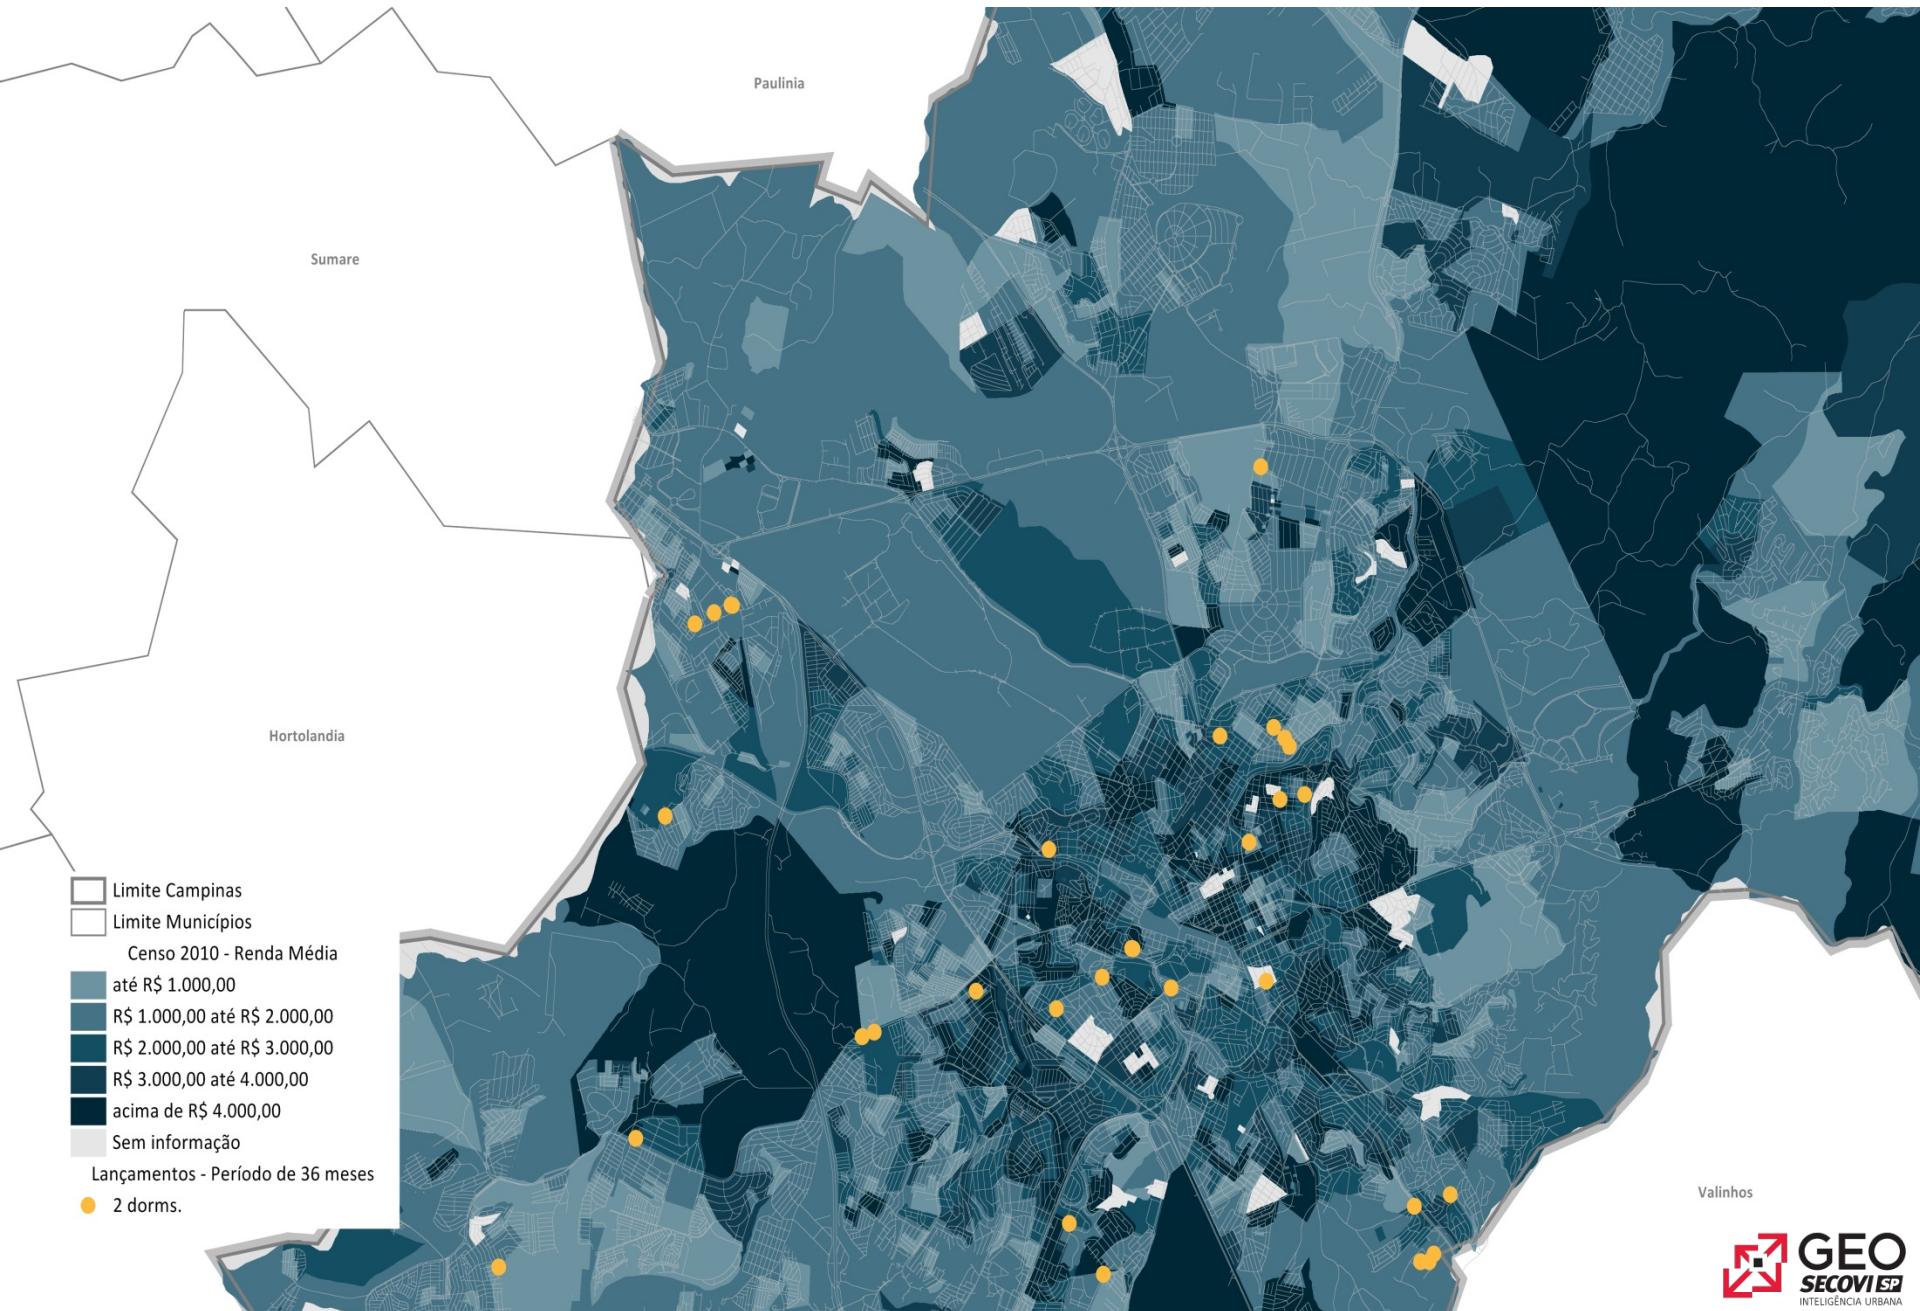 Paulinia
Sumare
Hortolandia
Limite Campinas
Limite Municípios
Censo 2010 - Renda Média
até R$ 1.000,00
R$ 1.000,00 até R$ 2.000,00
R$ 2.000,00 até R$ 3.000,00
R$ 3.000,00 até 4.000,00
acima de R$ 4.000,00
Sem informação
Lançamentos - Período de 36 meses
2 dorms.
Valinhos
GEO
SECOVI SP
INTELIGÊNCIA URBANA